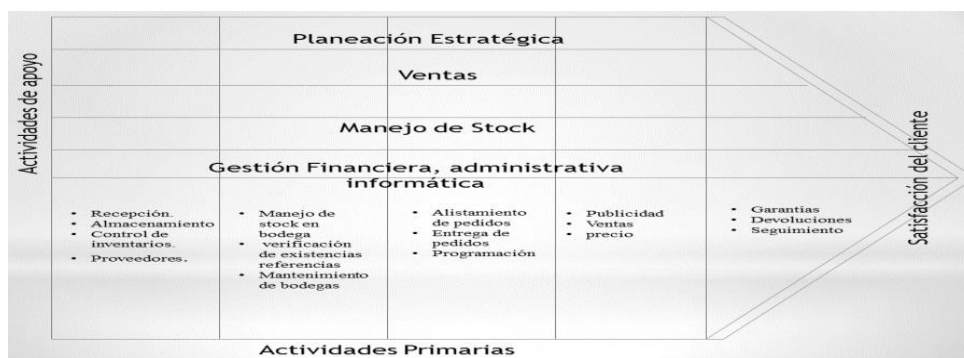 Actividades de apoyo
Planeación Estratégica
Ventas
Manejo de Stock
Gestión Financiera, administrativa
informática
• Recepción.
• Almacenamiento
• Control de
inventarios.
• Proveedores.
• Manejo de
stock en
bodega
• verificación
de existencias
referencias
• Mantenimiento
de bodegas
• Alistamiento
de pedidos
• Entrega de
pedidos
• Programación
• Publicidad
• Ventas
• precio
• Garantías
• Devoluciones
• Seguimiento
Satisfacción del cliente
Actividades Primarias